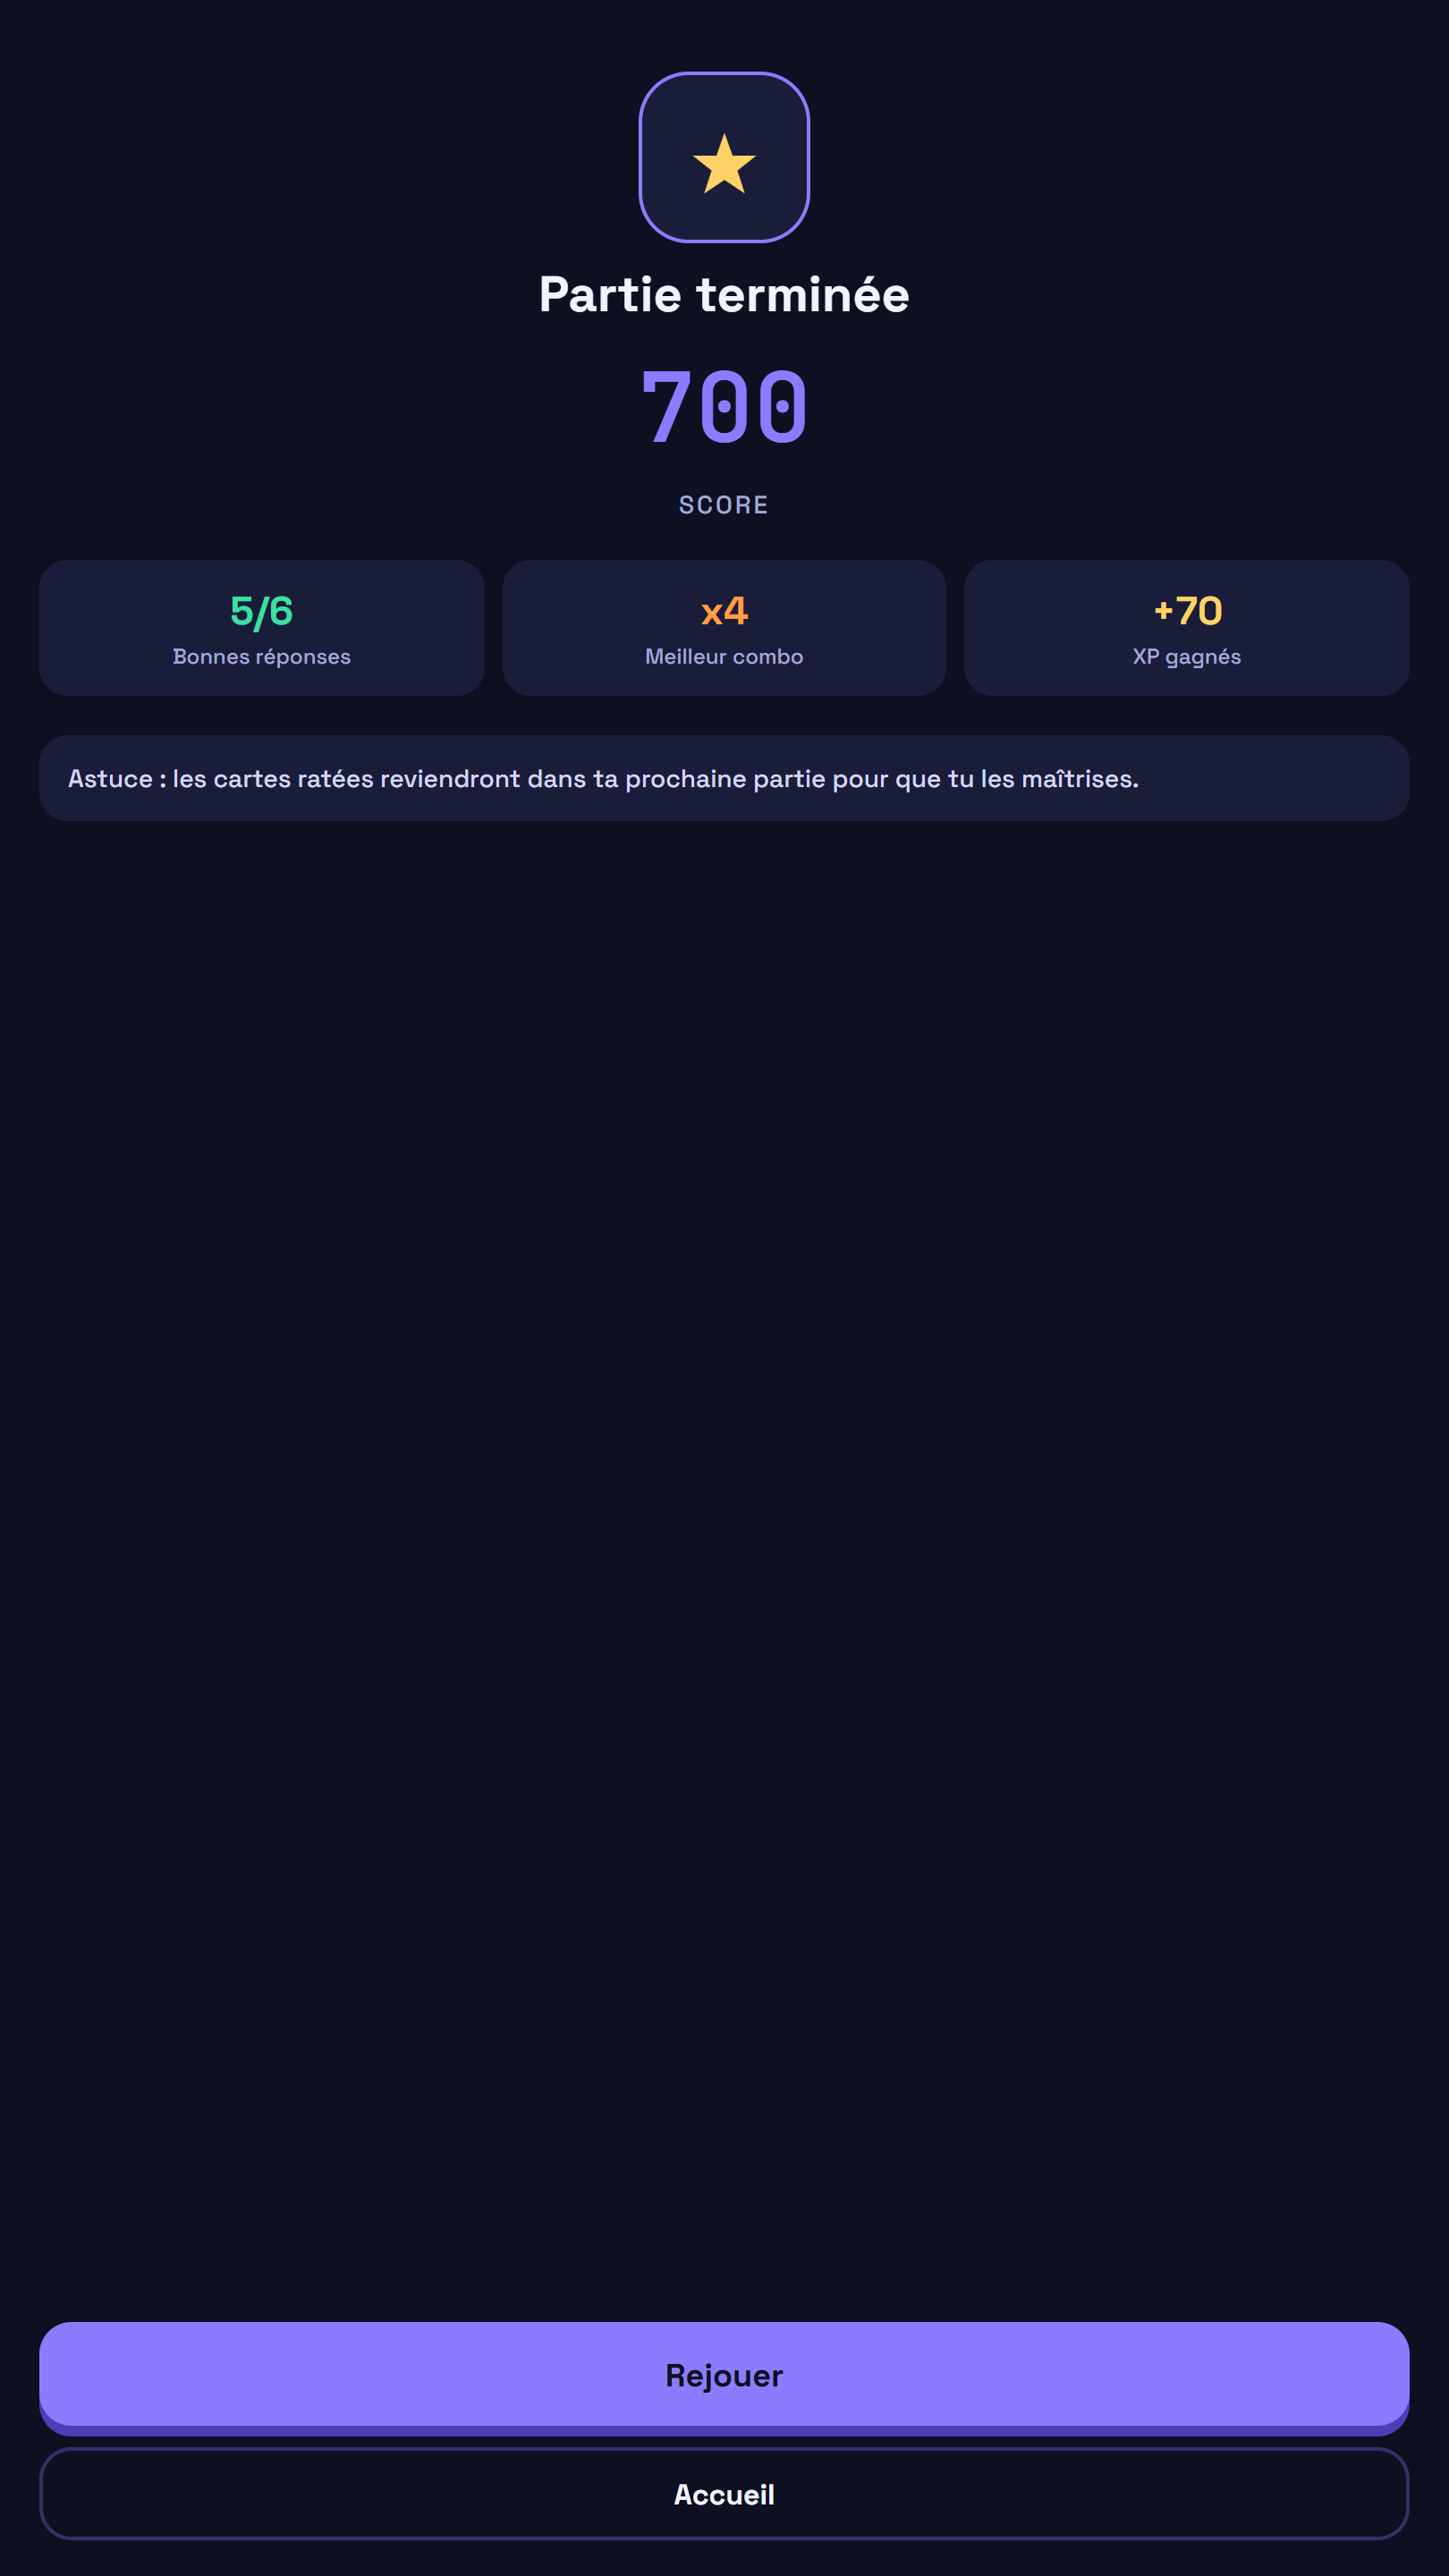 Partie terminée
700
SCORE
5/6
Bonnes réponses
x4
Meilleur combo
+70
XP gagnés
Astuce : les cartes ratées reviendront dans ta prochaine partie pour que tu les maîtrises.
Rejouer
Accueil